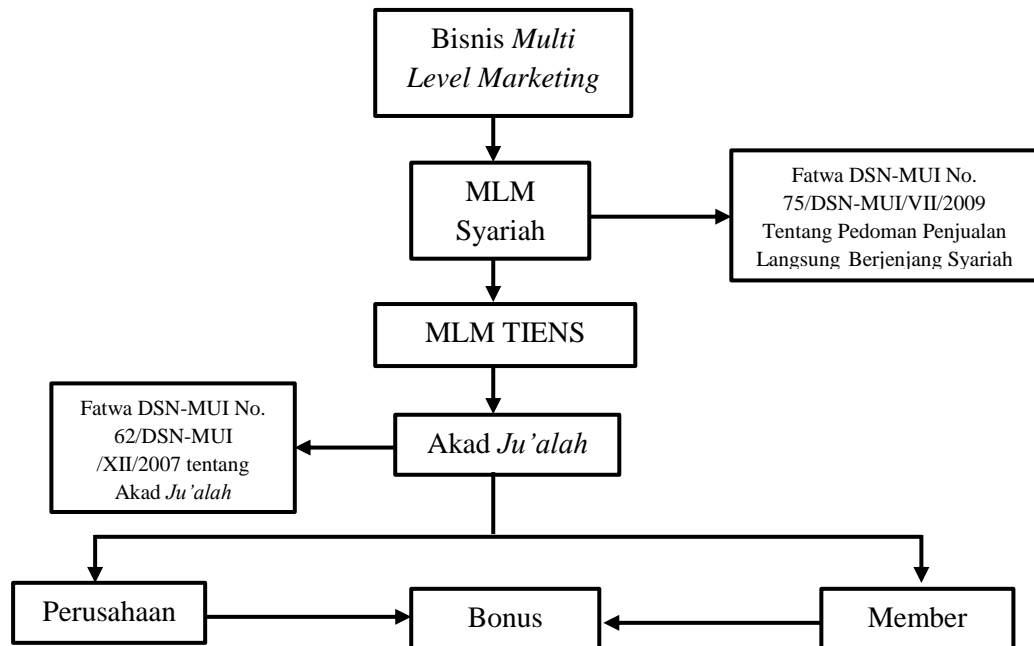 Bisnis Multi
Level Marketing
MLM
Syariah
Fatwa DSN-MUI No.
75/DSN-MUI/VII/2009
Tentang Pedoman Penjualan
Langsung Berjenjang Syariah
MLM TIENS
Fatwa DSN-MUI No.
62/DSN-MUI
/XII/2007 tentang
Akad Ju’alah
Akad Ju’alah
Perusahaan
Bonus
Member